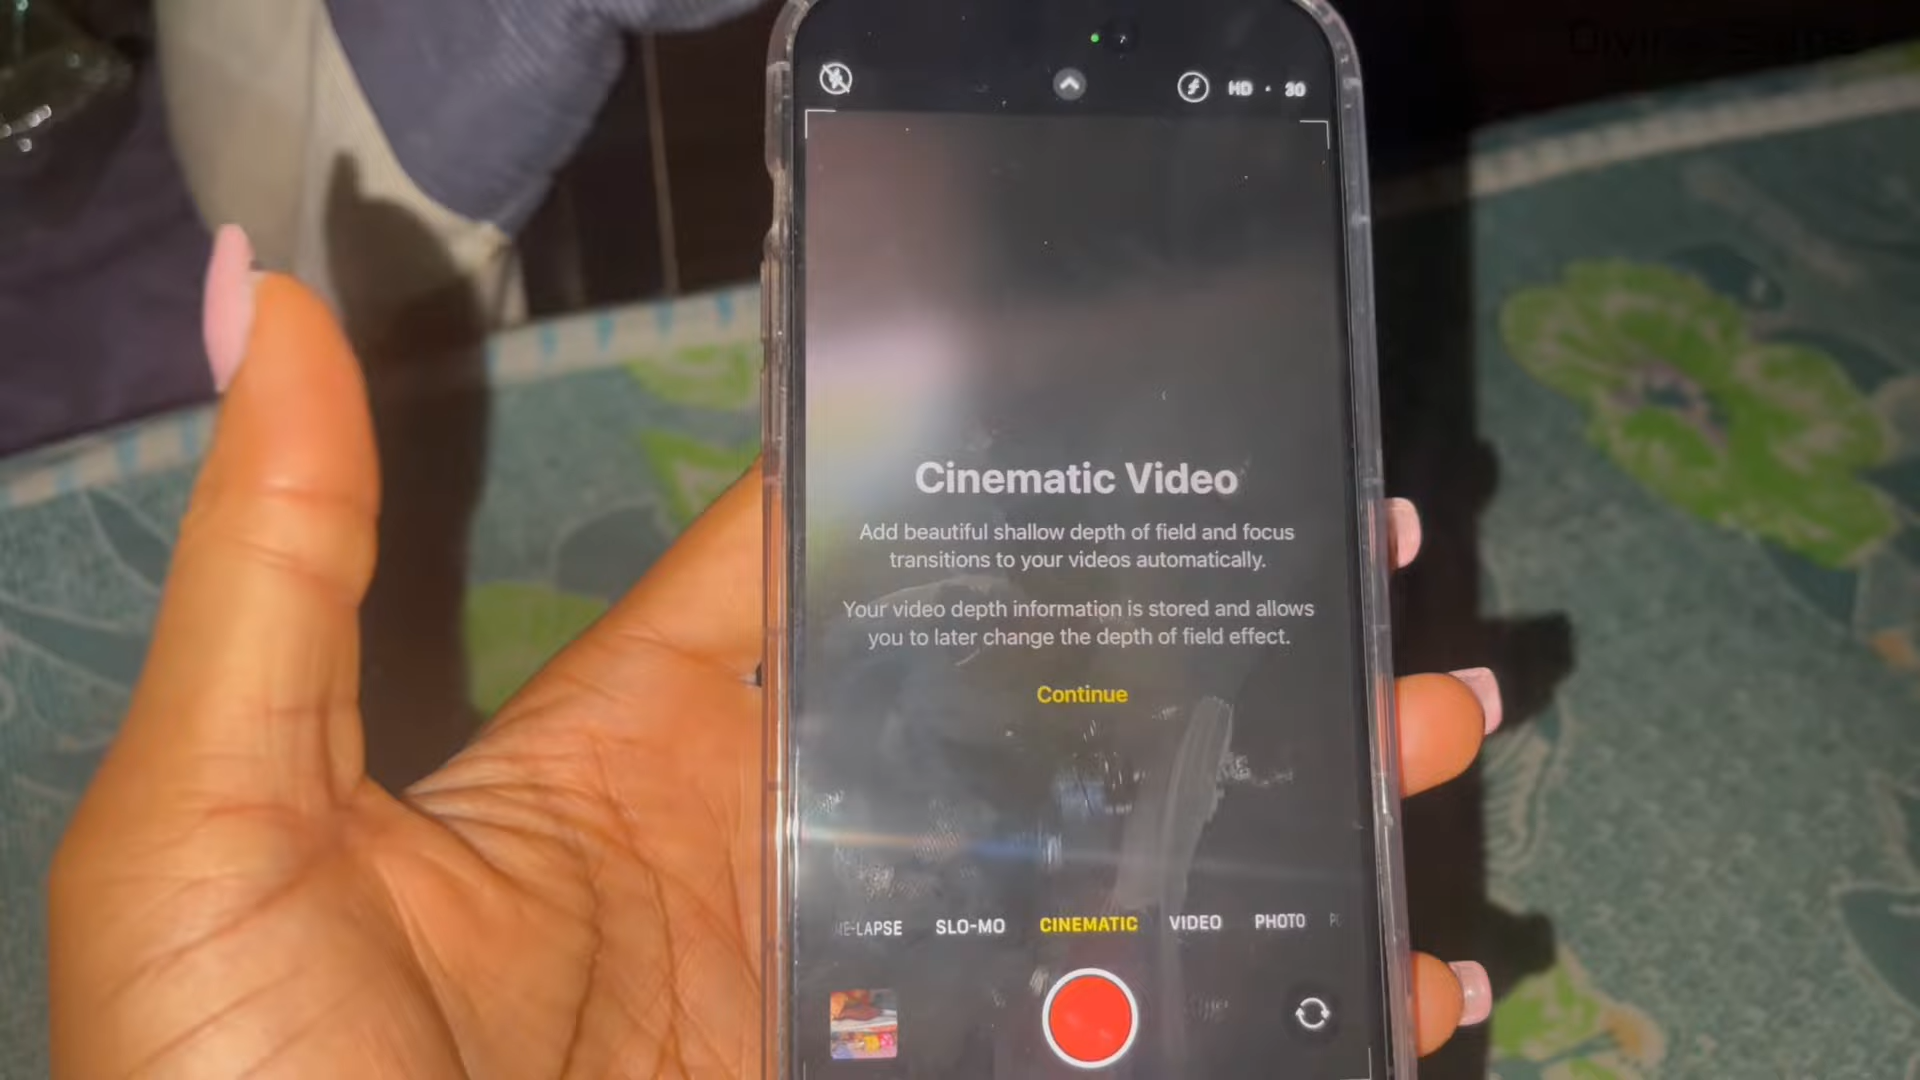 HD · 30
Cinematic Video
Add beautiful shallow depth of field and focus
transitions to your videos automatically.
Your video depth information is stored and allows
you to later change the depth of field effect.
Continue
E-LAPSE SLO-MO CINEMATIC VIDEO PHOTO P